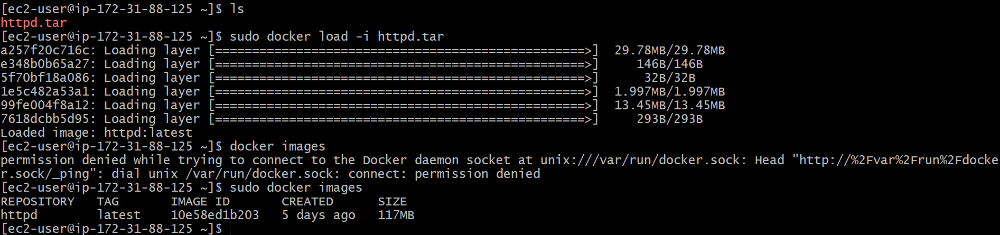 [ec2-user@ip-172-31-88-125 ~]$ ls
httpd.tar
[ec2-user@ip-172-31-88-125 ~]$ sudo docker load -i httpd.tar
a257f20c716c: Loading layer [==================================================>]  29.78MB/29.78MB
e348b0b65a27: Loading layer [==================================================>]     146B/146B
5f70bf18a086: Loading layer [==================================================>]      32B/32B
1e5c482a53a1: Loading layer [==================================================>]  1.997MB/1.997MB
99fe004f8a12: Loading layer [==================================================>]  13.45MB/13.45MB
7618dcbb5d95: Loading layer [==================================================>]     293B/293B
Loaded image: httpd:latest
[ec2-user@ip-172-31-88-125 ~]$ docker images
permission denied while trying to connect to the Docker daemon socket at unix:///var/run/docker.sock: Head "http://%2Fvar%2Frun%2Fdocke
r.sock/_ping": dial unix /var/run/docker.sock: connect: permission denied
[ec2-user@ip-172-31-88-125 ~]$ sudo docker images
REPOSITORY   TAG       IMAGE ID       CREATED      SIZE
httpd        latest    10e58ed1b203   5 days ago   117MB
[ec2-user@ip-172-31-88-125 ~]$